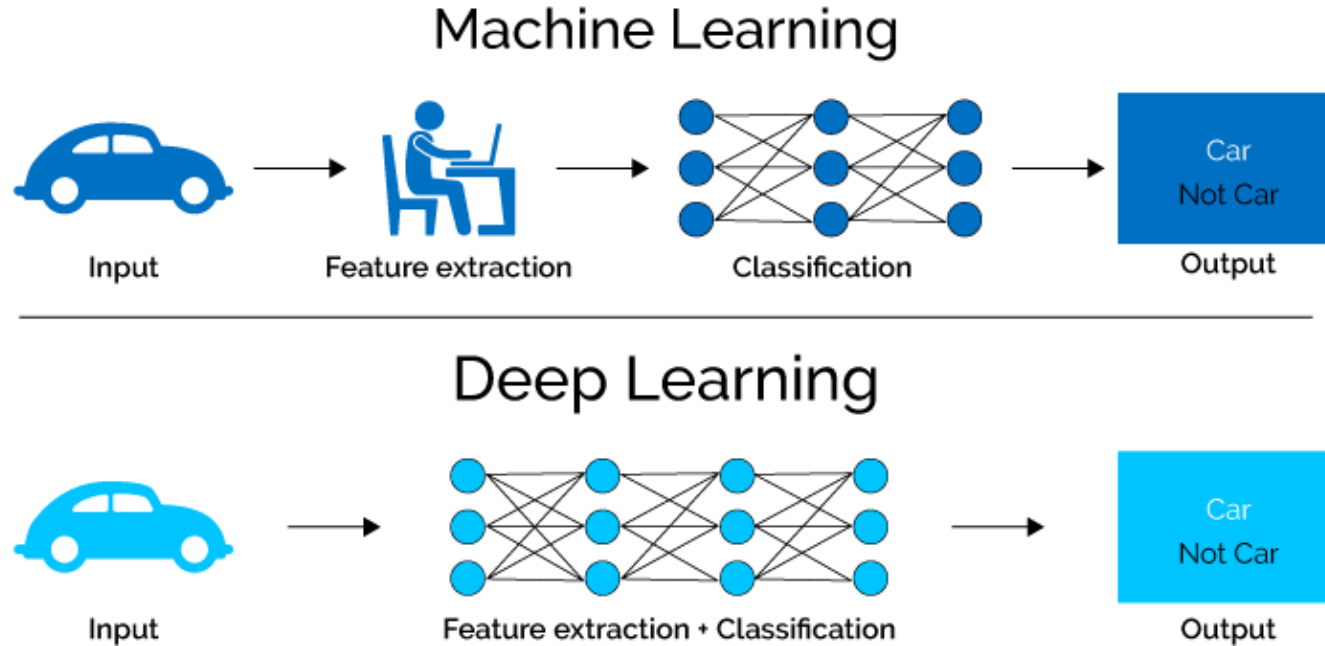 Machine Learning
Car
Not Car
Input
Feature extraction
Classification
Output
Deep Learning
Car
Not Car
Input
Feature extraction + Classification
Output